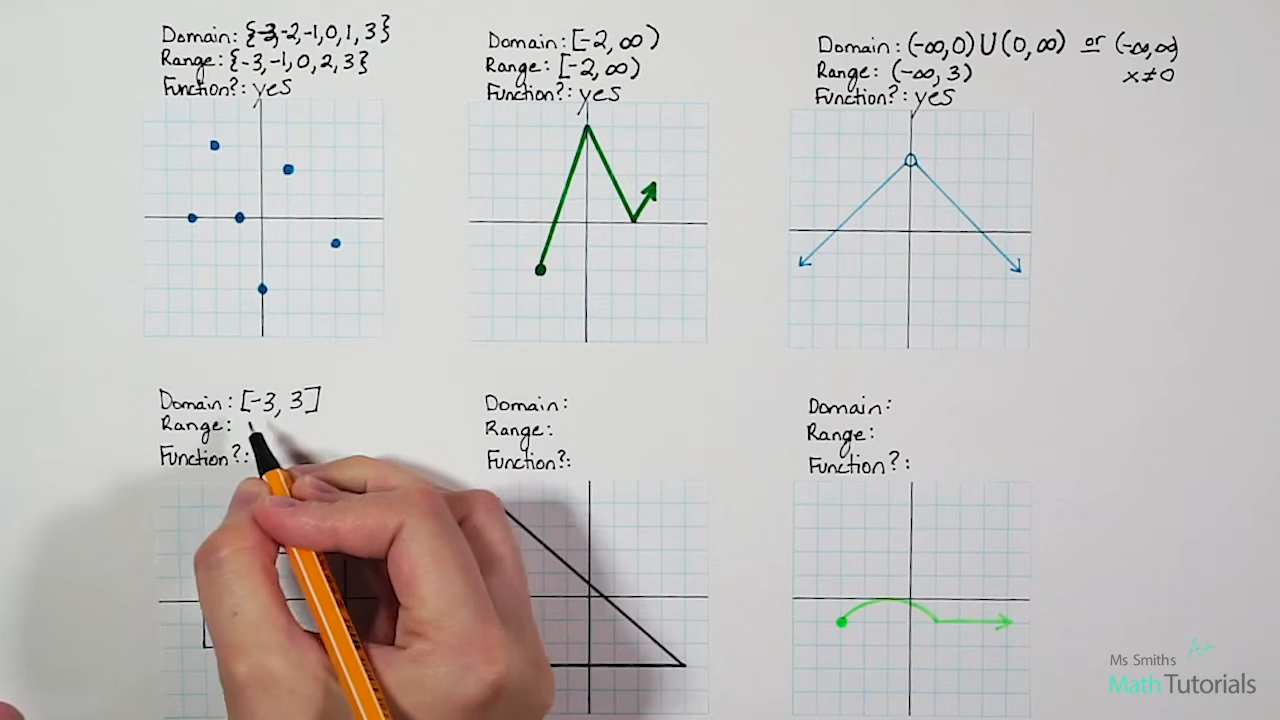 Domain: {-3,-2,-1,0,1,3}
Range: {-3,-1,0,2,3}
Function?: yes
Domain: [-2, ∞)
Range: [-2, ∞)
Function?: yes
Domain: (-∞,0) U (0, ∞) or (-∞,∞)
x≠0
Range: (-∞, 3)
Function?: yes
Domain: [-3, 3]
Range:
Function?:
Domain:
Range:
Function?:
Domain:
Range:
Function?:
Ms Smiths A+
Math Tutorials